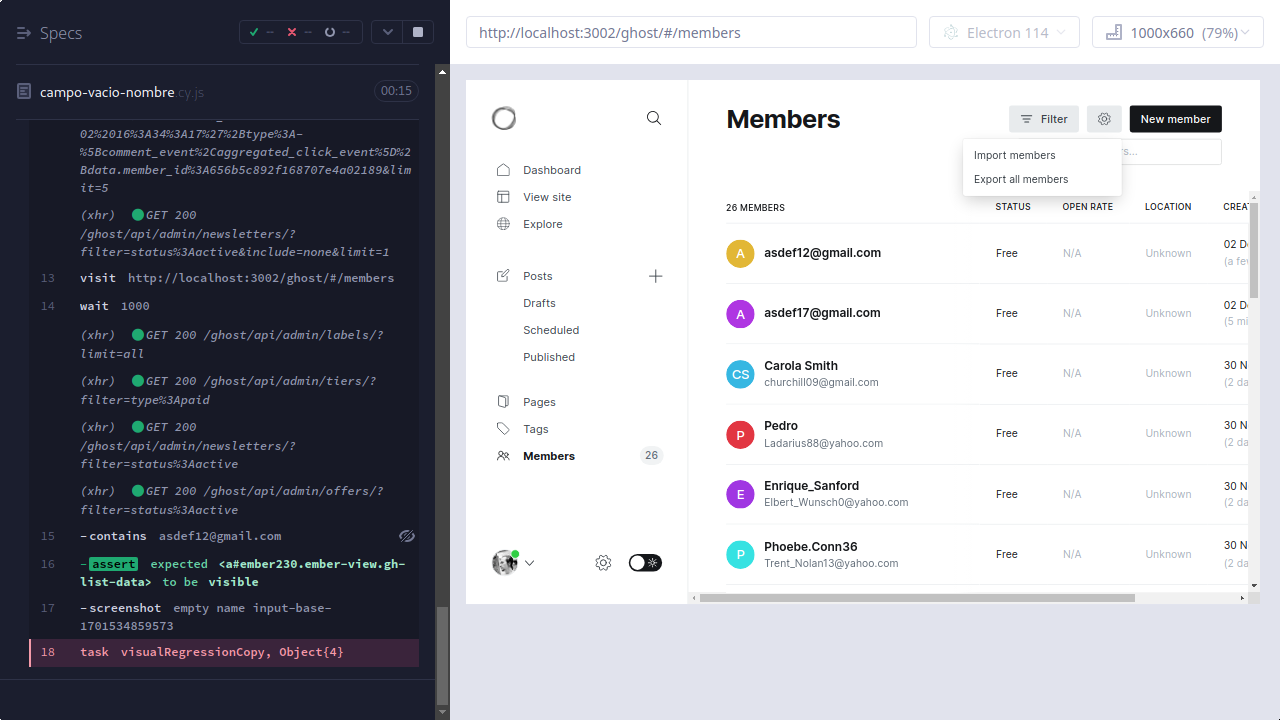 Specs
--
--
--
campo-vacio-nombre.cy.js
00:15
02%2016%3A34%3A17%27%2Btype%3A-
%5Bcomment_event%2Caggregated_click_event%5D%2
Bdata.member_id%3A656b5c892f168707e4a02189&lim
it=5
(xhr) GET 200
/ghost/api/admin/newsletters/?
filter=status%3Aactive&include=none&limit=1
13 visit http://localhost:3002/ghost/#/members
14 wait 1000
(xhr) GET 200 /ghost/api/admin/labels/?
limit=all
(xhr) GET 200 /ghost/api/admin/tiers/?
filter=type%3Apaid
(xhr) GET 200
/ghost/api/admin/newsletters/?
filter=status%3Aactive
(xhr) GET 200 /ghost/api/admin/offers/?
filter=status%3Aactive
15 -contains asdef12@gmail.com
16 -assert expected <a#ember230.ember-view.gh-
list-data> to be visible
17 -screenshot empty name input-base-
1701534859573
18 task visualRegressionCopy, Object{4}
http://localhost:3002/ghost/#/members
Electron 114
1000x660 (79%)
Dashboard
View site
Explore
Posts
Drafts
Scheduled
Published
Pages
Tags
Members 26
Members
Filter
New member
Import members
Export all members
s...
26 MEMBERS STATUS OPEN RATE LOCATION CREA
A asdef12@gmail.com Free N/A Unknown 02 D
(a fe
A asdef17@gmail.com Free N/A Unknown 02 D
(5 mi
CS Carola Smith Free N/A Unknown 30 N
churchill09@gmail.com (2 da
P Pedro Free N/A Unknown 30 N
Ladarius88@yahoo.com (2 da
E Enrique_Sanford Free N/A Unknown 30 N
Elbert_Wunsch0@yahoo.com (2 da
P Phoebe.Conn36 Free N/A Unknown 30 N
Trent_Nolan13@yahoo.com (2 da